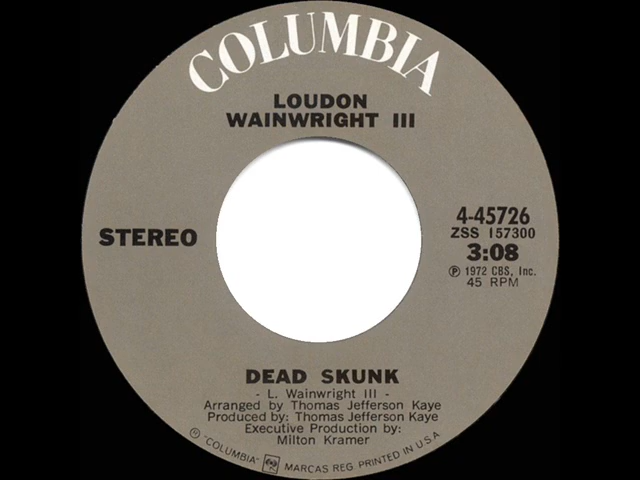 COLUMBIA
LOUDON
WAINWRIGHT III
STEREO
4-45726
ZSS 157300
3:08
Ⓟ 1972 CBS, Inc.
45 RPM
DEAD SKUNK
- L. Wainwright III -
Arranged by Thomas Jefferson Kaye
Produced by: Thomas Jefferson Kaye
Executive Production by:
Milton Kramer
® "COLUMBIA" MARCAS REG. PRINTED IN U.S.A